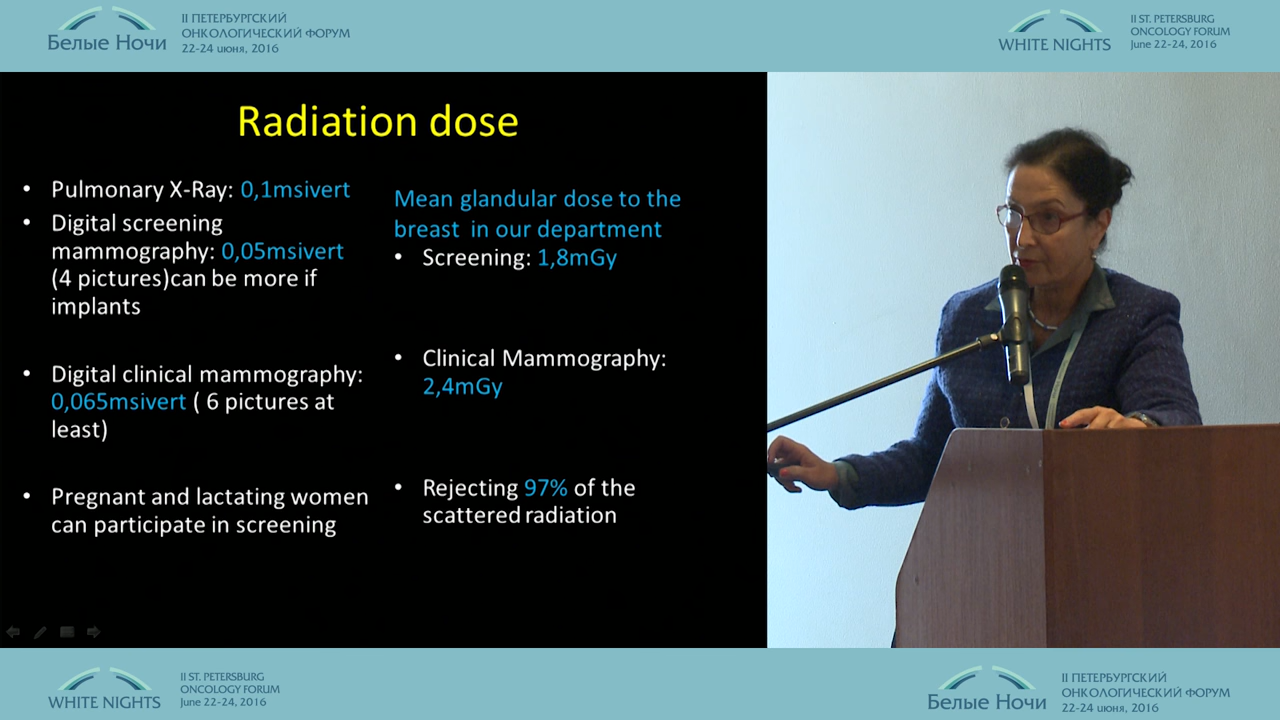 Белые Ночи
II ПЕТЕРБУРГСКИЙ
ОНКОЛОГИЧЕСКИЙ ФОРУМ
22-24 июня, 2016
WHITE NIGHTS
II ST. PETERSBURG
ONCOLOGY FORUM
June 22-24, 2016
Radiation dose
• Pulmonary X-Ray: 0,1msivert
• Digital screening
mammography: 0,05msivert
(4 pictures)can be more if
implants
• Digital clinical mammography:
0,065msivert ( 6 pictures at
least)
• Pregnant and lactating women
can participate in screening
Mean glandular dose to the
breast in our department
• Screening: 1,8mGy
• Clinical Mammography:
2,4mGy
• Rejecting 97% of the
scattered radiation
WHITE NIGHTS
II ST. PETERSBURG
ONCOLOGY FORUM
June 22-24, 2016
Белые Ночи
II ПЕТЕРБУРГСКИЙ
ОНКОЛОГИЧЕСКИЙ ФОРУМ
22-24 июня, 2016